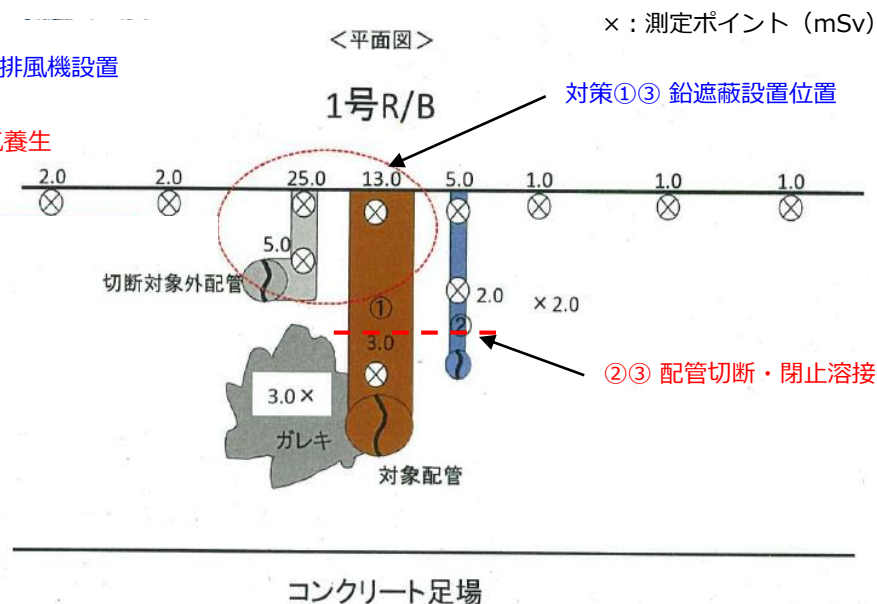 ×：測定ポイント（mSv）
＜平面図＞
排風機設置
対策①③ 鉛遮蔽設置位置
1号R/B
養生
2.0 2.0 25.0 13.0 5.0 1.0 1.0 1.0
5.0
切断対象外配管
2.0
×2.0
①
②
3.0
②③ 配管切断・閉止溶接
3.0×
ガレキ
対象配管
コンクリート足場